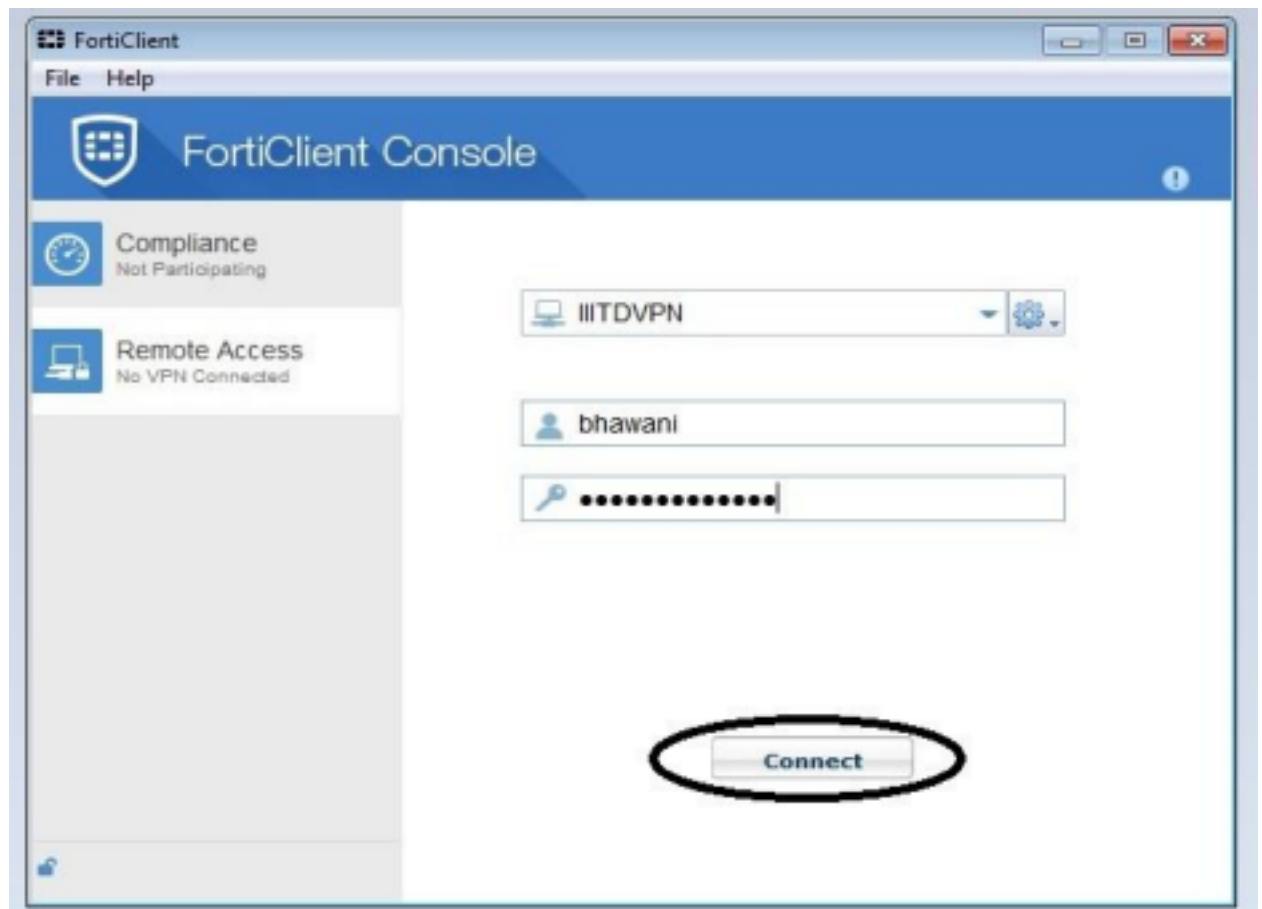 FortiClient
File Help
FortiClient Console
Compliance
Not Participating
Remote Access
No VPN Connected
IIITDVPN
bhawani
•••••••••••••
Connect